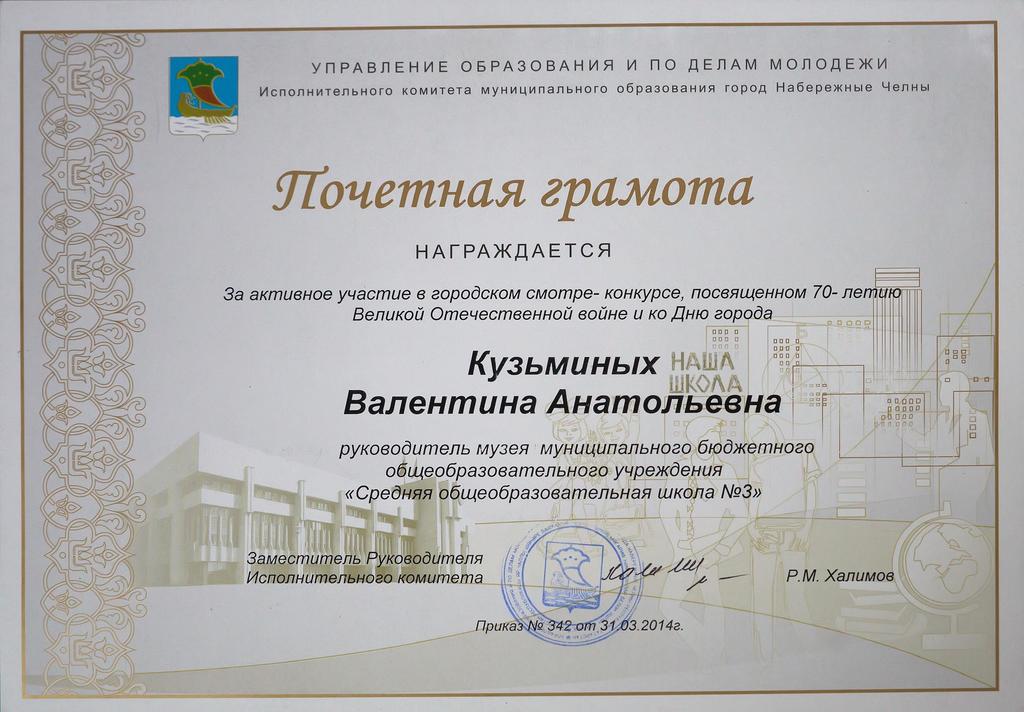 УПРАВЛЕНИЕ ОБРАЗОВАНИЯ И ПО ДЕЛАМ МОЛОДЕЖИ
Исполнительного комитета муниципального образования город Набережные Челны
Почетная грамота
НАГРАЖДАЕТСЯ
За активное участие в городском смотре- конкурсе, посвященном 70- летию
Великой Отечественной войне и ко Дню города
Кузьминых
Валентина Анатольевна
НАША
ШКОЛА
руководитель музея муниципального бюджетного
общеобразовательного учреждения
«Средняя общеобразовательная школа №3»
Заместитель Руководителя
Исполнительного комитета
Р.М. Халимов
Приказ № 342 от 31.03.2014г.